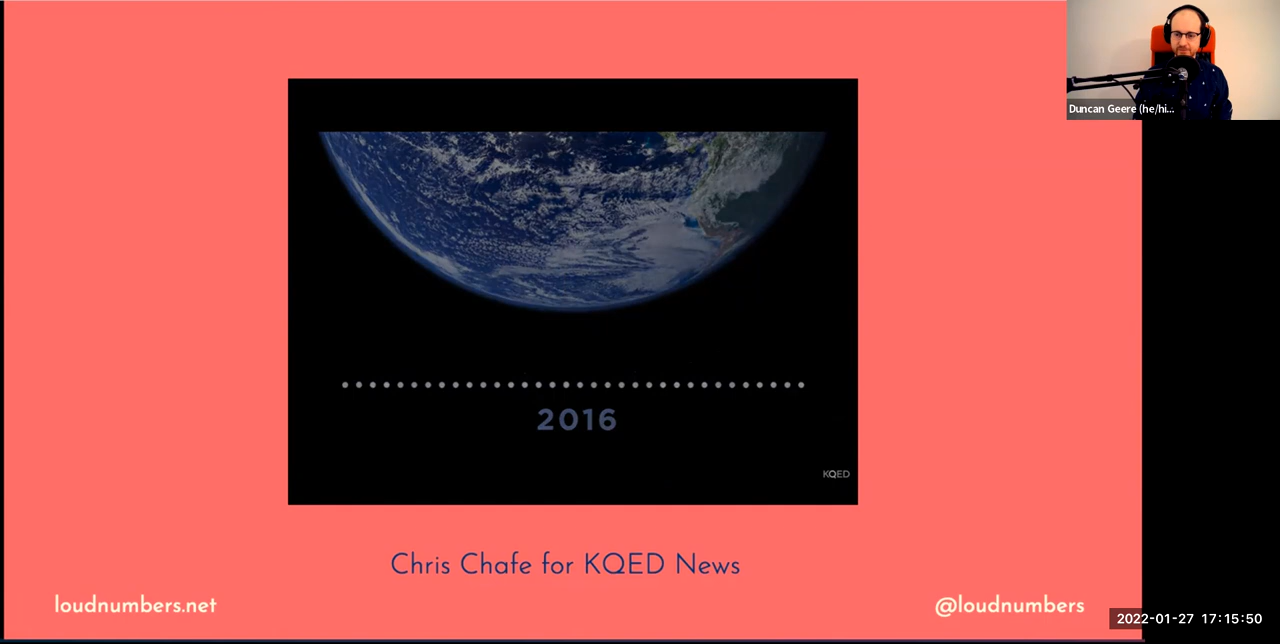 Duncan Geere (he/hi...
2016
KQED
Chris Chafe for KQED News
loudnumbers.net
@loudnumbers
2022-01-27 17:15:50